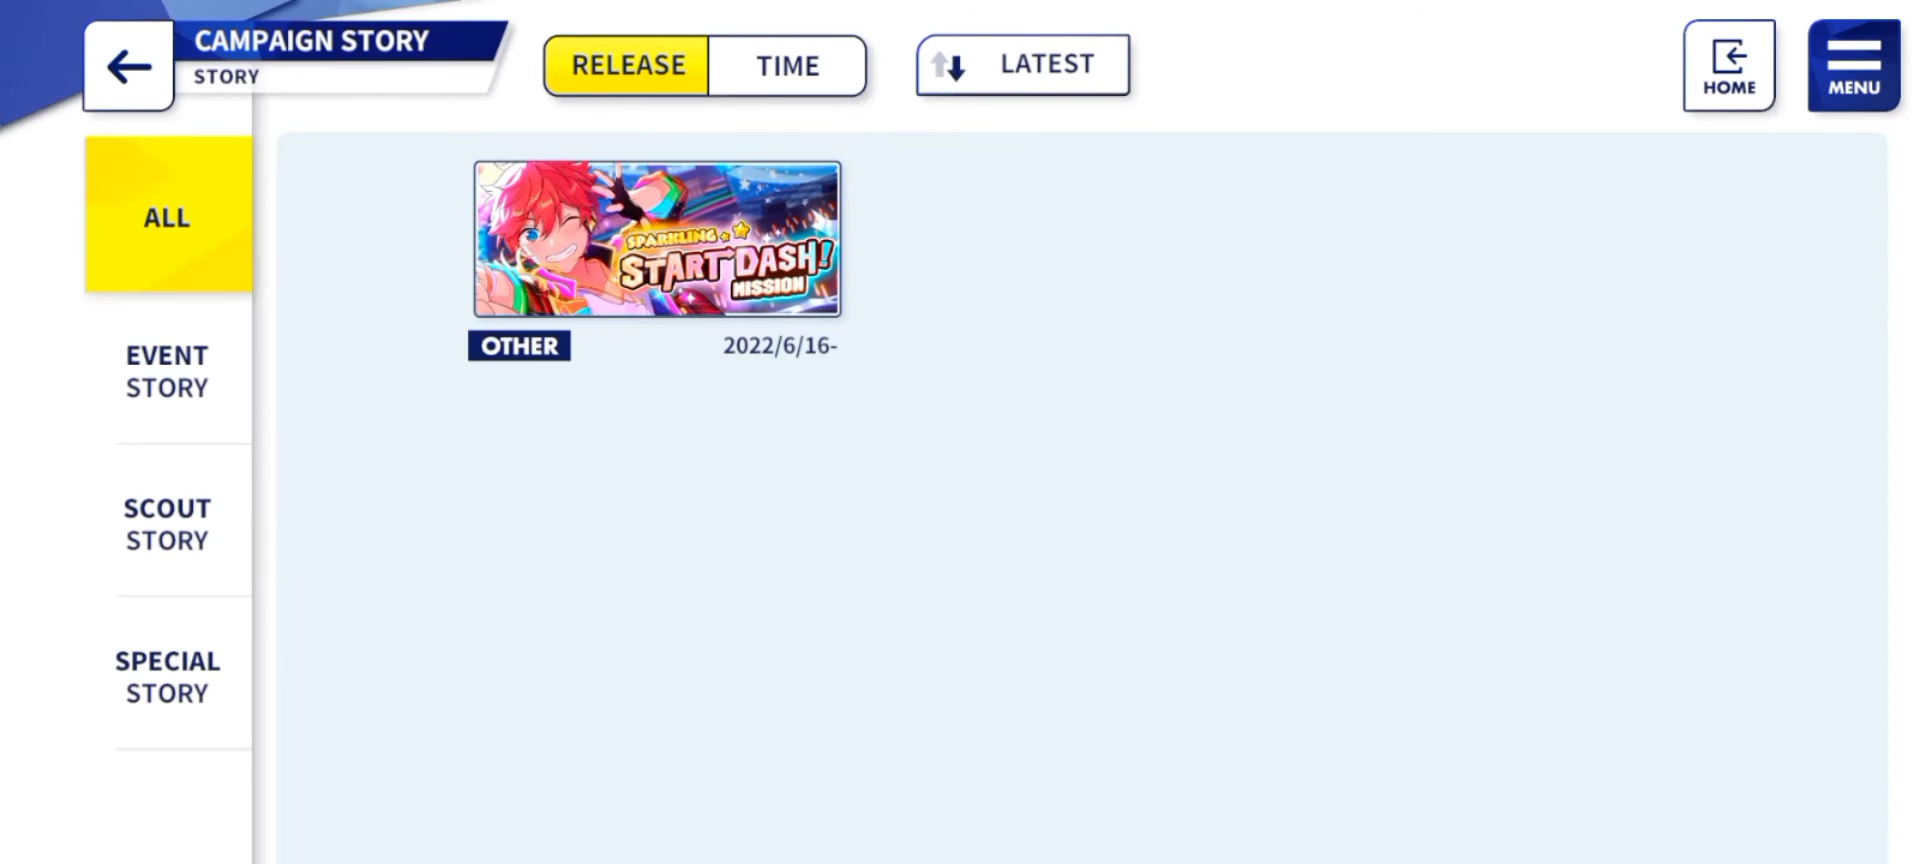 CAMPAIGN STORY
STORY
RELEASE
TIME
LATEST
HOME
MENU
ALL
EVENT
STORY
SCOUT
STORY
SPECIAL
STORY
SPARKLING
START DASH!
MISSION
OTHER
2022/6/16-